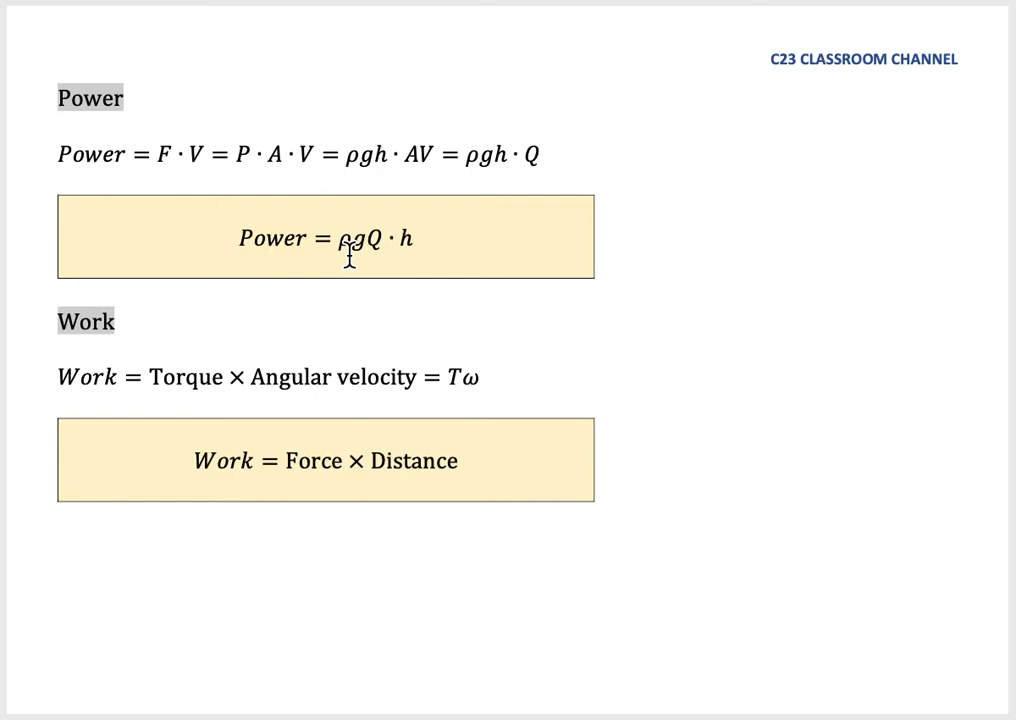 C23 CLASSROOM CHANNEL
Power
Power = F · V = P · A · V = ρgh · AV = ρgh · Q
Power = ρgQ · h
Work
Work = Torque × Angular velocity = Tω
Work = Force × Distance